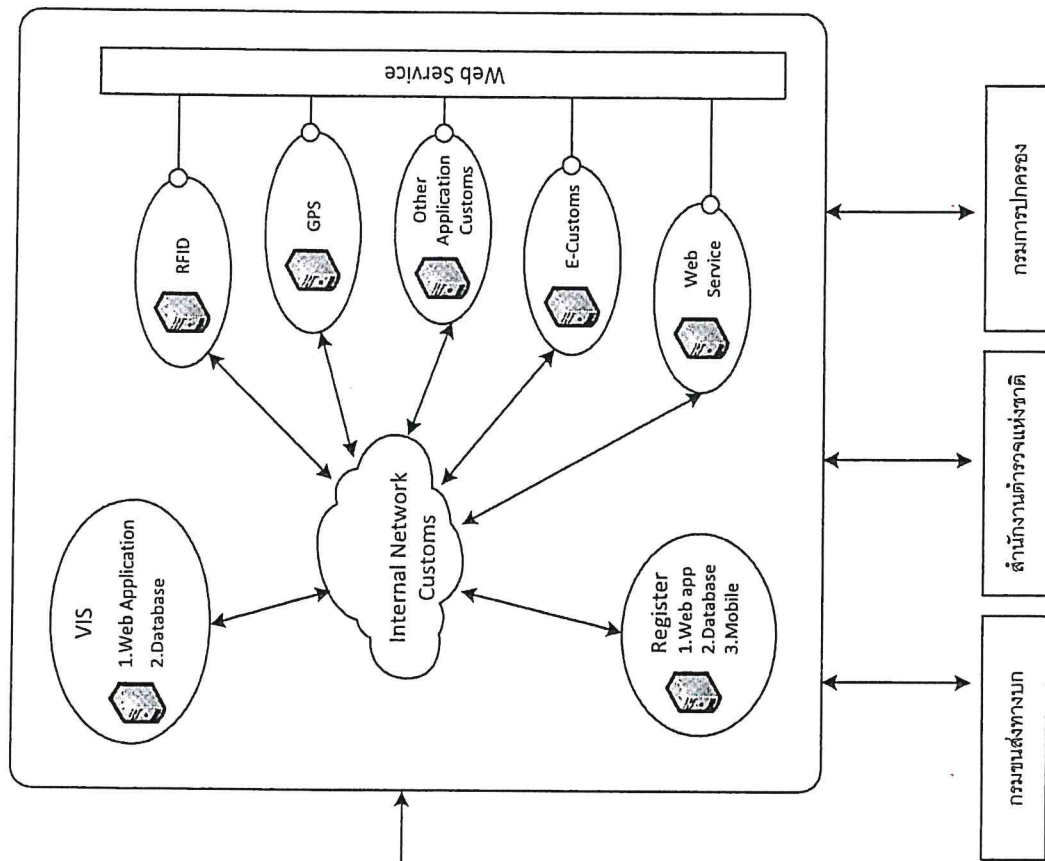 VIS
1.Web Application
2.Database
RFID
GPS
Other
Application
Customs
E-Customs
Web
Service
Web Service
Internal Network
Customs
Register
1.Web app
2.Database
3.Mobile
กรมขนส่งทางบก
สำนักงานตำรวจแห่งชาติ
กรมการปกครอง